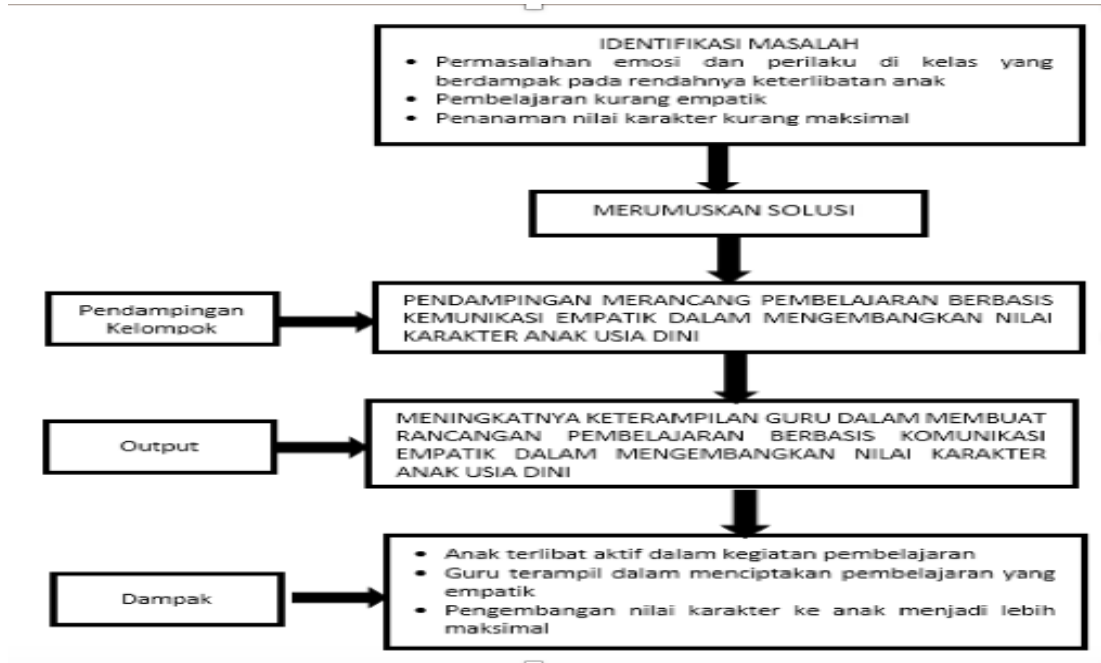 IDENTIFIKASI MASALAH
• Permasalahan emosi dan perilaku di kelas yang
berdampak pada rendahnya keterlibatan anak
• Pembelajaran kurang empatik
• Penanaman nilai karakter kurang maksimal
MERUMUSKAN SOLUSI
Pendampingan
Kelompok
PENDAMPINGAN MERANCANG PEMBELAJARAN BERBASIS
KEMUNIKASI EMPATIK DALAM MENGEMBANGKAN NILAI
KARAKTER ANAK USIA DINI
Output
MENINGKATNYA KETERAMPILAN GURU DALAM MEMBUAT
RANCANGAN PEMBELAJARAN BERBASIS KOMUNIKASI
EMPATIK DALAM MENGEMBANGKAN NILAI KARAKTER
ANAK USIA DINI
Dampak
• Anak terlibat aktif dalam kegiatan pembelajaran
• Guru terampil dalam menciptakan pembelajaran yang
empatik
• Pengembangan nilai karakter ke anak menjadi lebih
maksimal